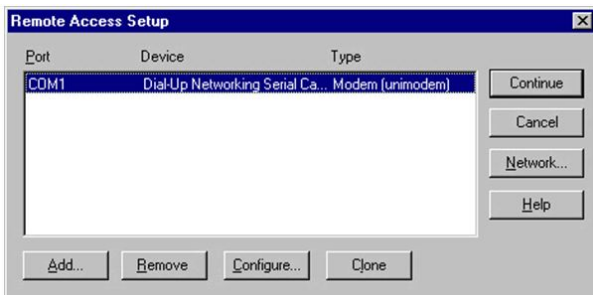 Remote Access Setup
Port Device Type
COM1 Dial-Up Networking Serial Ca... Modem (unimodem)
Continue
Cancel
Network...
Help
Add... Remove Configure... Clone